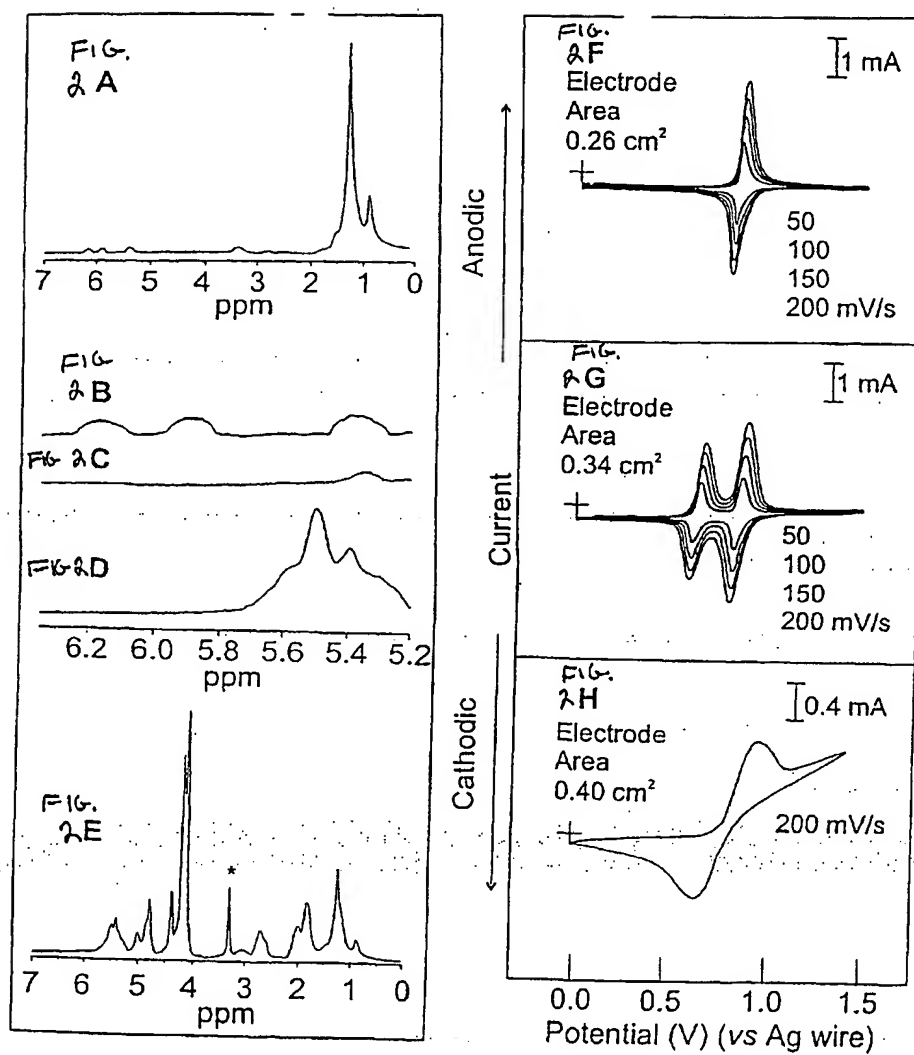 FIG.
2 A
7 6 5 4 3 2 1 0
ppm
FIG
2 B
FIG 2C
FIG 2D
6.2 6.0 5.8 5.6 5.4 5.2
ppm
FIG.
2E
*
7 6 5 4 3 2 1 0
ppm
Anodic
Current
Cathodic
FIG.
2F
1 mA
Electrode
Area
0.26 cm²
50
100
150
200 mV/s
FIG.
2G
1 mA
Electrode
Area
0.34 cm²
50
100
150
200 mV/s
FIG.
2H
0.4 mA
Electrode
Area
0.40 cm²
200 mV/s
0.0 0.5 1.0 1.5
Potential (V) (vs Ag wire)